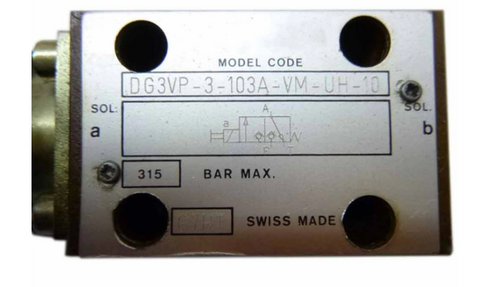 MODEL CODE
DG3VP-3-103A-VM-UH-10
SOL. SOL.
a b
a A
T
315 BAR MAX.
SWISS MADE